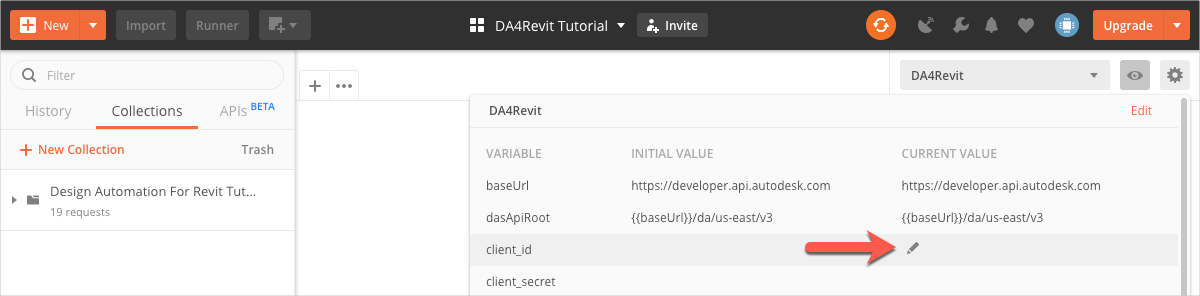 New
Import
Runner
DA4Revit Tutorial
Invite
Upgrade
Filter
History
Collections
APIs BETA
New Collection
Trash
Design Automation For Revit Tut...
19 requests
DA4Revit
DA4Revit
Edit
VARIABLE INITIAL VALUE CURRENT VALUE
baseUrl https://developer.api.autodesk.com https://developer.api.autodesk.com
dasApiRoot {{baseUrl}}/da/us-east/v3 {{baseUrl}}/da/us-east/v3
client_id
client_secret